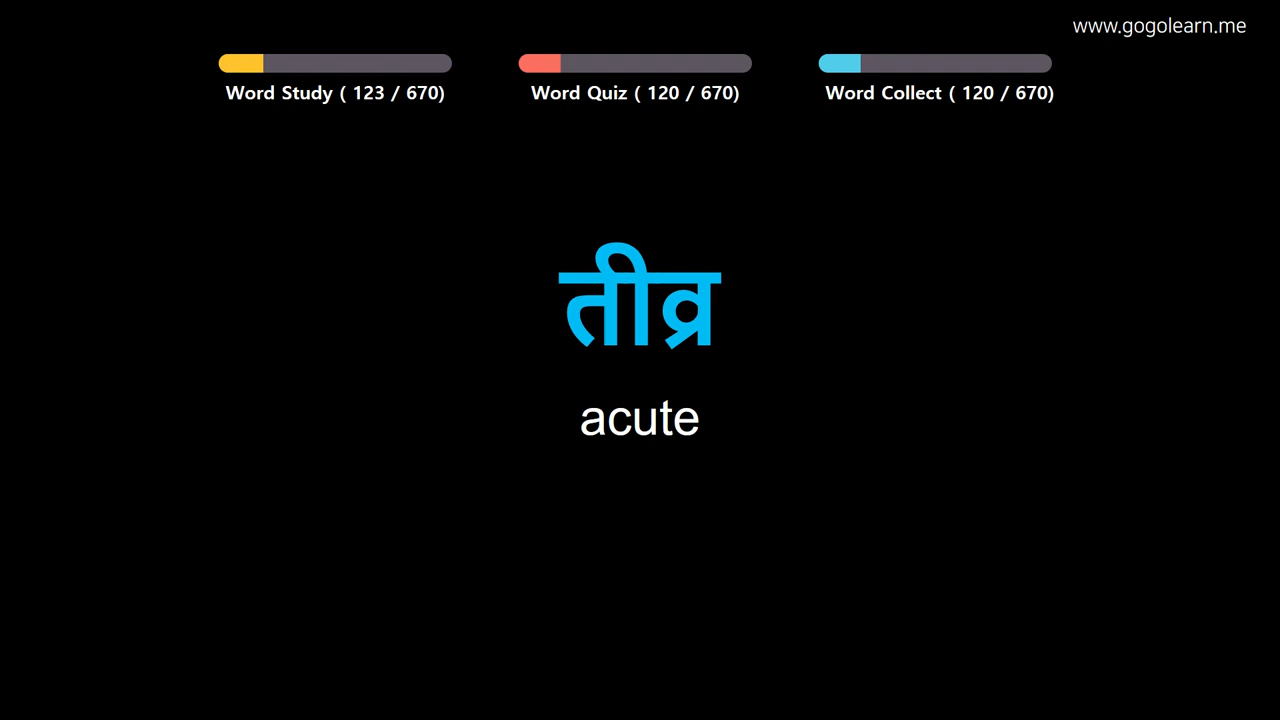 www.gogolearn.me
Word Study ( 123 / 670)
Word Quiz ( 120 / 670)
Word Collect ( 120 / 670)
तीव्र
acute